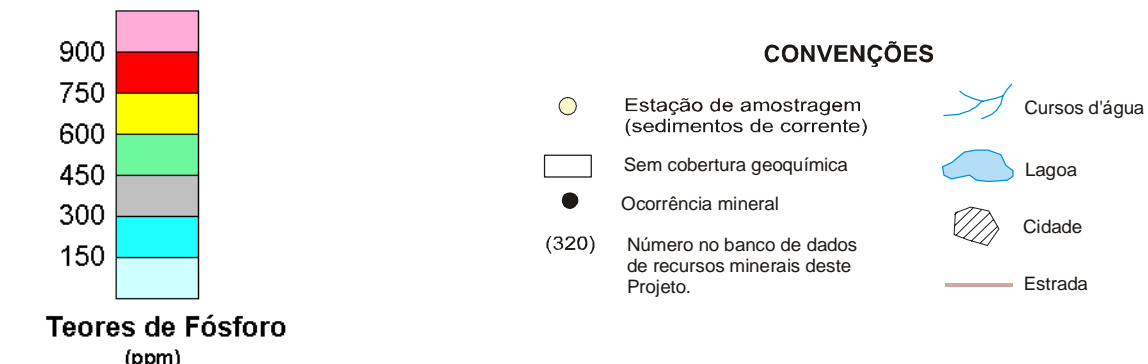 900
750
600
450
300
150
Teores de Fósforo
(ppm)
CONVENÇÕES
Estação de amostragem
(sedimentos de corrente)
Sem cobertura geoquímica
Ocorrência mineral
(320) Número no banco de dados
de recursos minerais deste
Projeto.
Cursos d'água
Lagoa
Cidade
Estrada